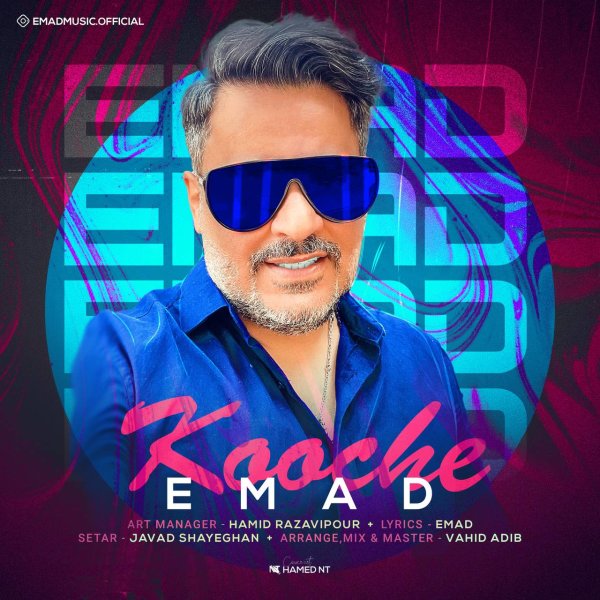 EMADMUSIC.OFFICIAL
EMAD
EMAD
EMAD
Kooche
EMAD
ART MANAGER - HAMID RAZAVIPOUR + LYRICS - EMAD
SETAR - JAVAD SHAYEGHAN + ARRANGE,MIX & MASTER - VAHID ADIB
HAMED NT